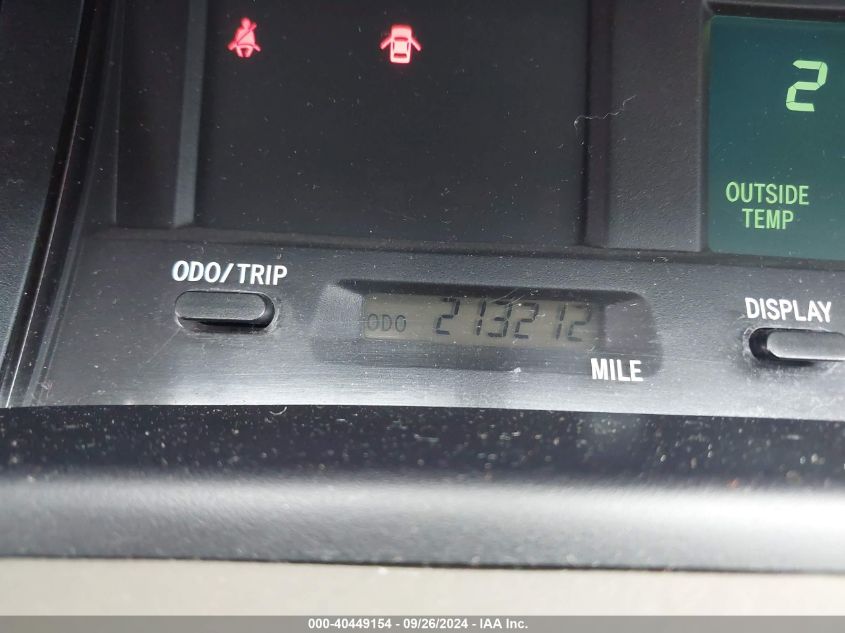 2
OUTSIDE
TEMP
ODO/TRIP
ODO 213212
MILE
DISPLAY
000-40449154 - 09/26/2024 - IAA Inc.